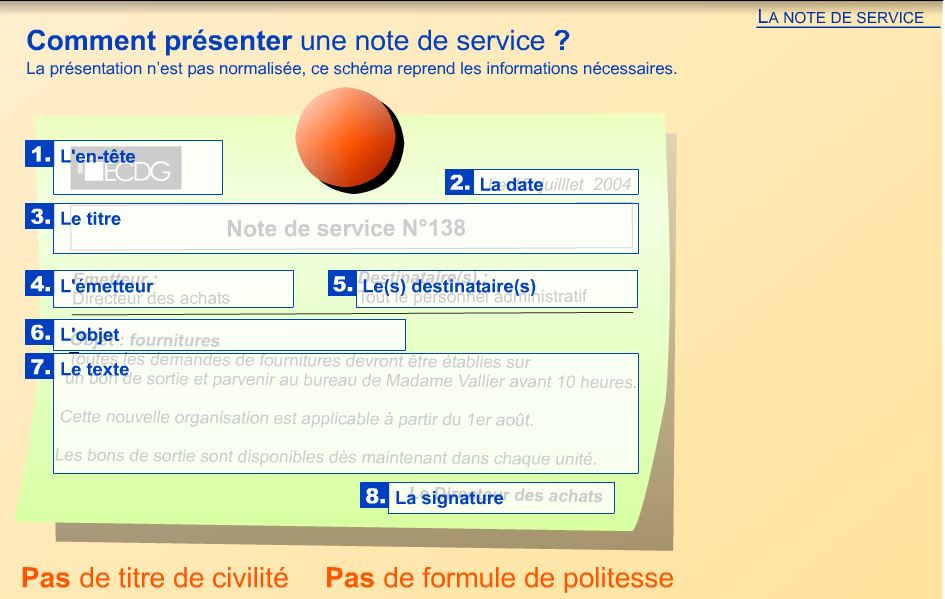 LA NOTE DE SERVICE
Comment présenter une note de service ?
La présentation n'est pas normalisée, ce schéma reprend les informations nécessaires.
1. L'en-tête
ECDG
2. La date
juilllet 2004
3. Le titre
Note de service N°138
Emetteur :
Destinataire(s) :
4. L'émetteur
5. Le(s) destinataire(s)
Directeur des achats
Tout le personnel administratif
6. L'objet
Objet : fournitures
Toutes les demandes de fournitures devront être établies sur
7. Le texte
un bon de sortie et parvenir au bureau de Madame Vallier avant 10 heures.
Cette nouvelle organisation est applicable à partir du 1er août.
Les bons de sortie sont disponibles dès maintenant dans chaque unité.
8. La signature
Le Directeur des achats
Pas de titre de civilité Pas de formule de politesse